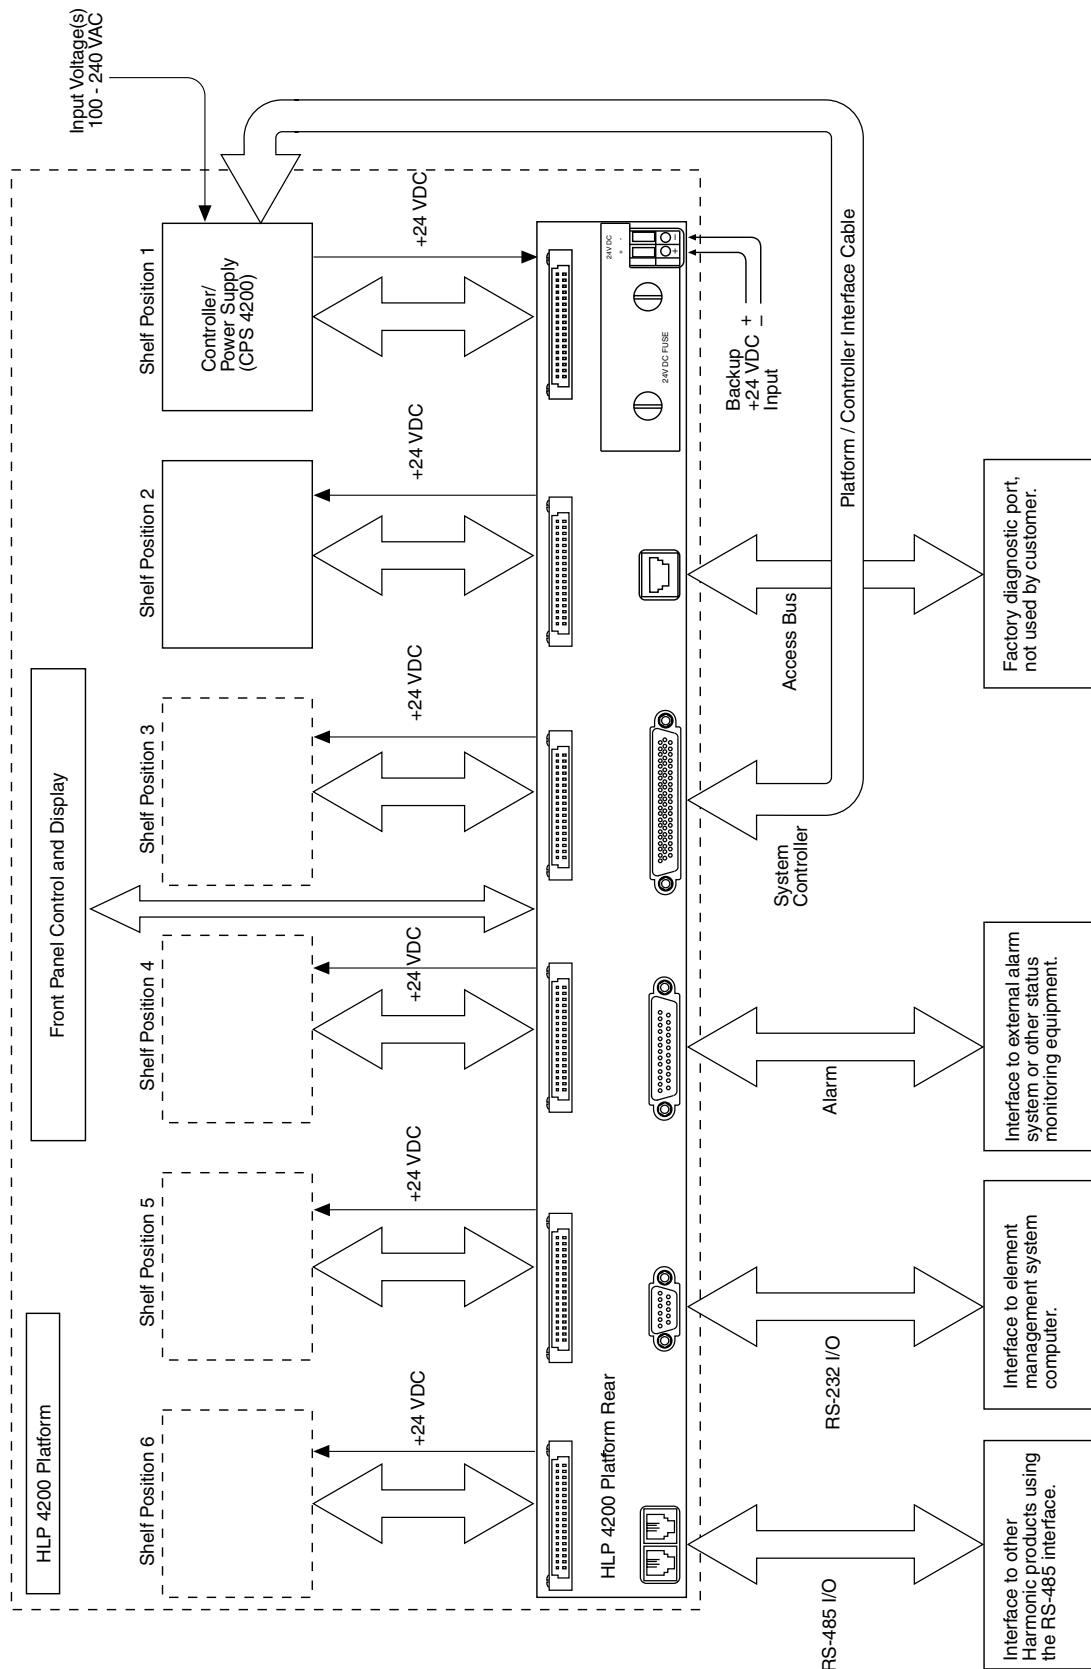 HLP 4200 Platform
Front Panel Control and Display
Input Voltage(s)
100 - 240 VAC
Shelf Position 6
Shelf Position 5
Shelf Position 4
Shelf Position 3
Shelf Position 2
Shelf Position 1
Controller/
Power Supply
(CPS 4200)
+24 VDC
+24 VDC
+24 VDC
+24 VDC
+24 VDC
+24 VDC
HLP 4200 Platform Rear
24V DC FUSE
24V DC
+ -
+ −
Backup
+24 VDC +
Input −
RS-485 I/O
RS-232 I/O
Alarm
System
Controller
Access Bus
Platform / Controller Interface Cable
Interface to other
Harmonic products using
the RS-485 interface.
Interface to element
management system
computer.
Interface to external alarm
system or other status
monitoring equipment.
Factory diagnostic port,
not used by customer.